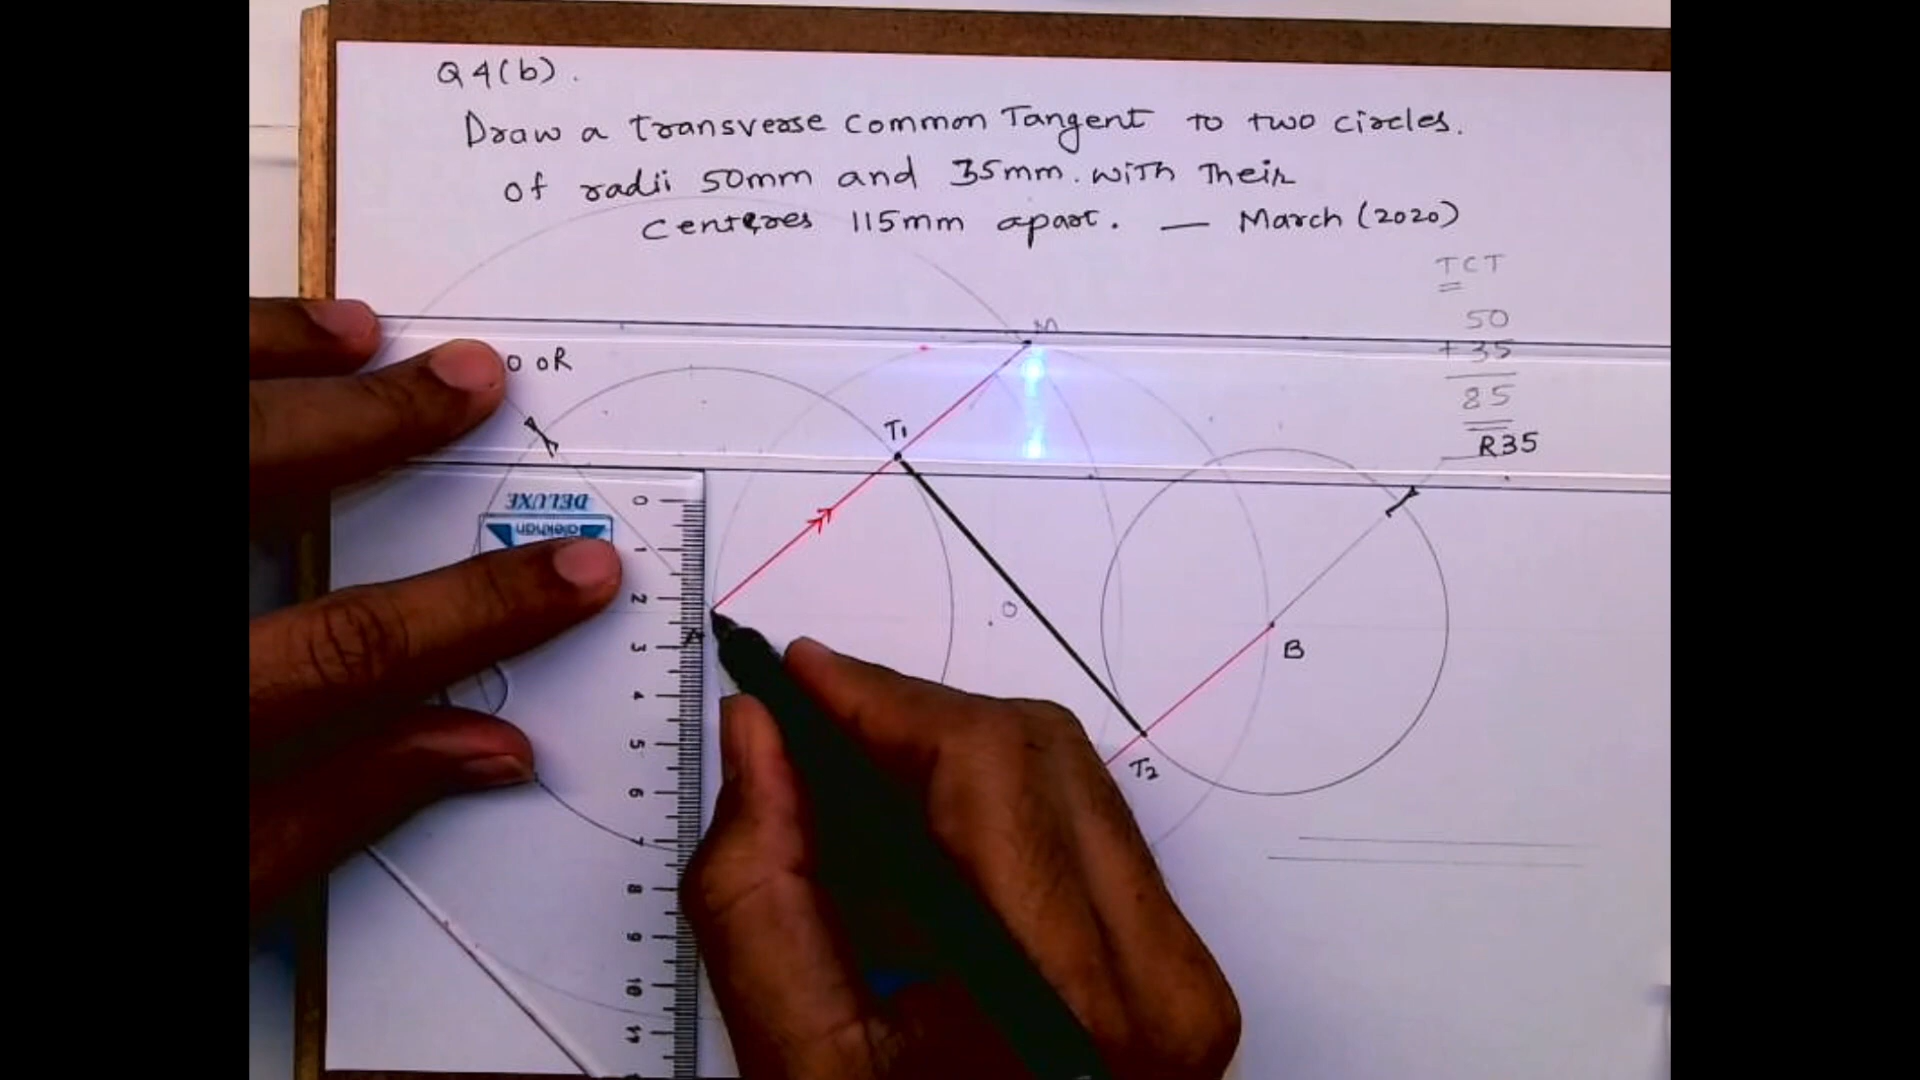 Q4(b).
Draw a transverse common Tangent to two circles.
Of radii 50mm and 35mm. with Their
Centeres 115mm apart. — March (2020)
TCT
50
+ 35
85
R35
M
0 OR
T1
DELUXE
0
1
2
3
4
5
6
7
8
9
10
11
A
O
B
T2